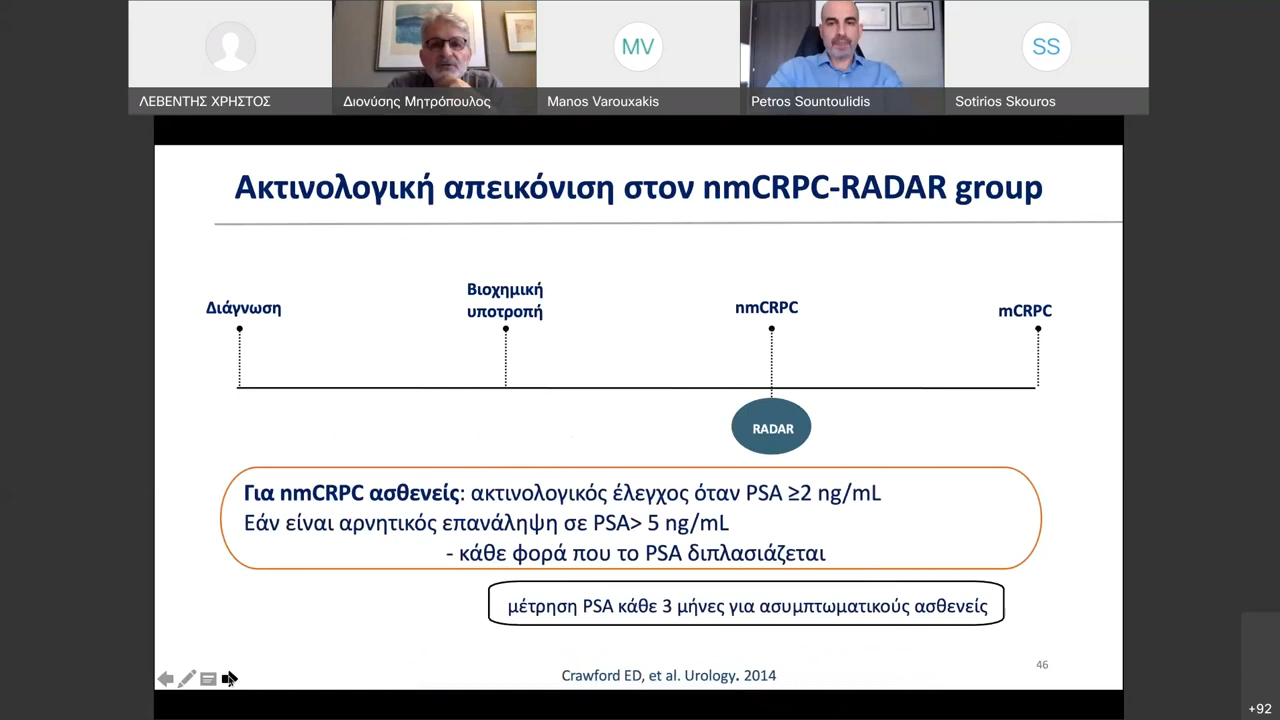 ΛΕΒΕΝΤΗΣ ΧΡΗΣΤΟΣ
Διονύσης Μητρόπουλος
MV
Manos Varouxakis
Petros Sountoulidis
SS
Sotirios Skouros
Ακτινολογική απεικόνιση στον nmCRPC-RADAR group
Διάγνωση
Βιοχημική
υποτροπή
nmCRPC
mCRPC
RADAR
Για nmCRPC ασθενείς: ακτινολογικός έλεγχος όταν PSA ≥2 ng/mL
Εάν είναι αρνητικός επανάληψη σε PSA> 5 ng/mL
- κάθε φορά που το PSA διπλασιάζεται
μέτρηση PSA κάθε 3 μήνες για ασυμπτωματικούς ασθενείς
46
Crawford ED, et al. Urology. 2014
+92